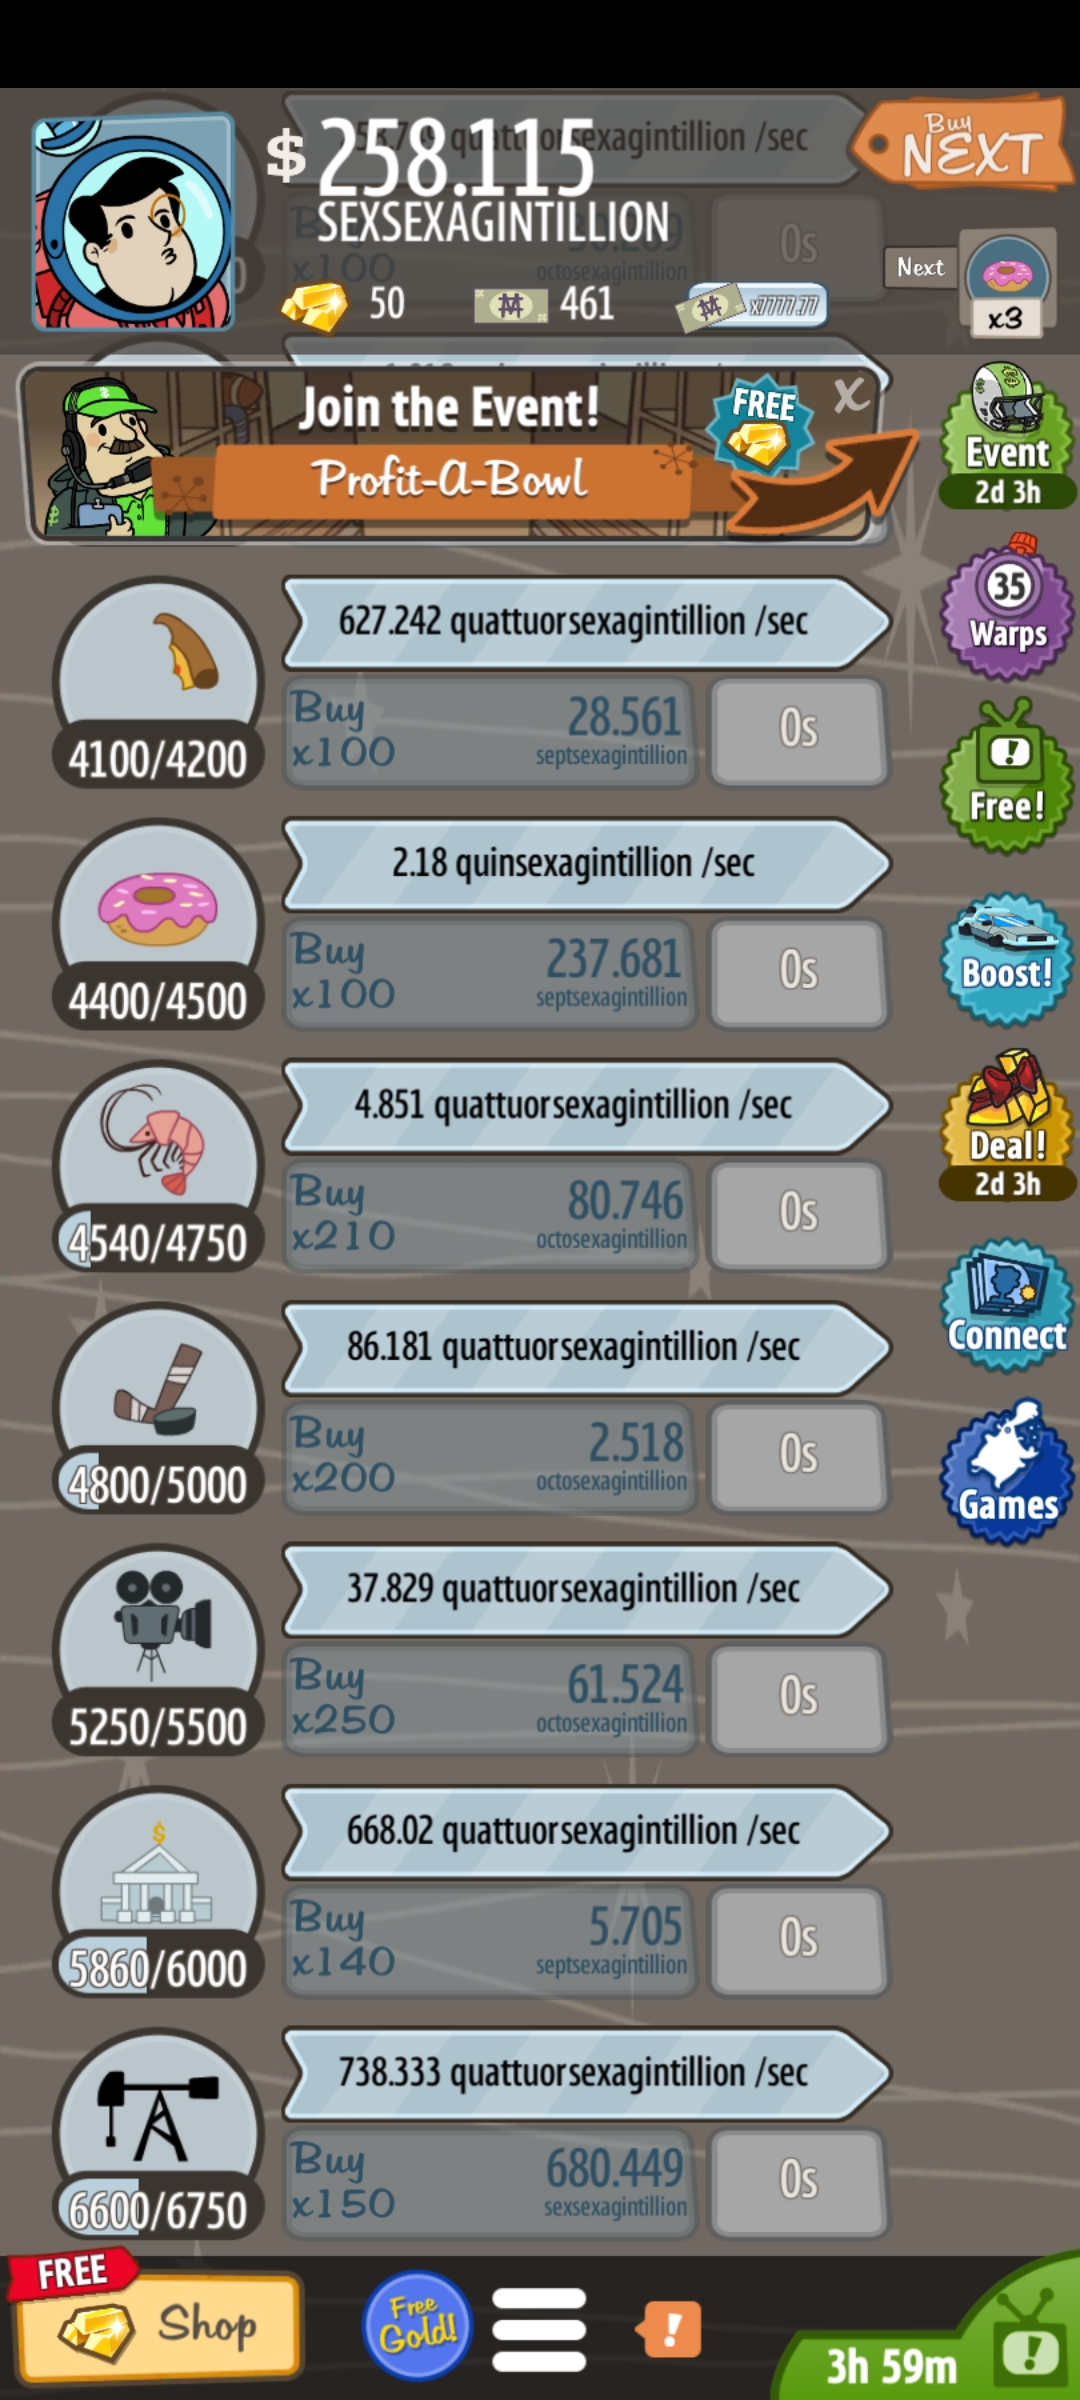 $ 258.115
SEXSEXAGINTILLION
Buy
NEXT
50
461
x7777.77
Next
x3
quattuorsexagintillion /sec
x100
octosexagintillion
0s
Join the Event!
FREE
X
Profit-A-Bowl
Event
2d 3h
35
Warps
Free!
Boost!
Deal!
2d 3h
Connect
Games
627.242 quattuorsexagintillion /sec
Buy
x100
28.561
septsexagintillion
0s
4100/4200
2.18 quinsexagintillion /sec
Buy
x100
237.681
septsexagintillion
0s
4400/4500
4.851 quattuorsexagintillion /sec
Buy
x210
80.746
octosexagintillion
0s
4540/4750
86.181 quattuorsexagintillion /sec
Buy
x200
2.518
octosexagintillion
0s
4800/5000
37.829 quattuorsexagintillion /sec
Buy
x250
61.524
octosexagintillion
0s
5250/5500
668.02 quattuorsexagintillion /sec
Buy
x140
5.705
septsexagintillion
0s
5860/6000
738.333 quattuorsexagintillion /sec
Buy
x150
680.449
sexsexagintillion
0s
6600/6750
FREE
Shop
Free
Gold!
!
3h 59m